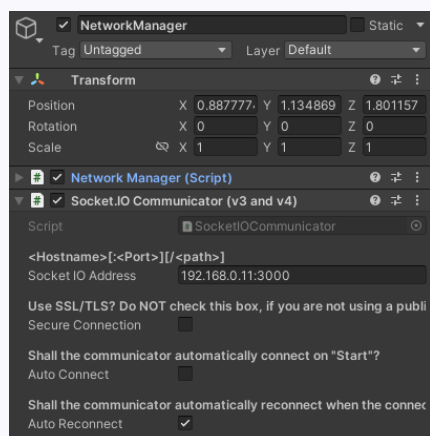 NetworkManager Static
Tag Untagged Layer Default
Transform
Position X 0.887777 Y 1.134869 Z 1.801157
Rotation X 0 Y 0 Z 0
Scale X 1 Y 1 Z 1
# Network Manager (Script)
# Socket.IO Communicator (v3 and v4)
Script # SocketIOCommunicator
<Hostname>[:<Port>][/<path>]
Socket IO Address 192.168.0.11:3000
Use SSL/TLS? Do NOT check this box, if you are not using a publi
Secure Connection
Shall the communicator automatically connect on "Start"?
Auto Connect
Shall the communicator automatically reconnect when the connec
Auto Reconnect